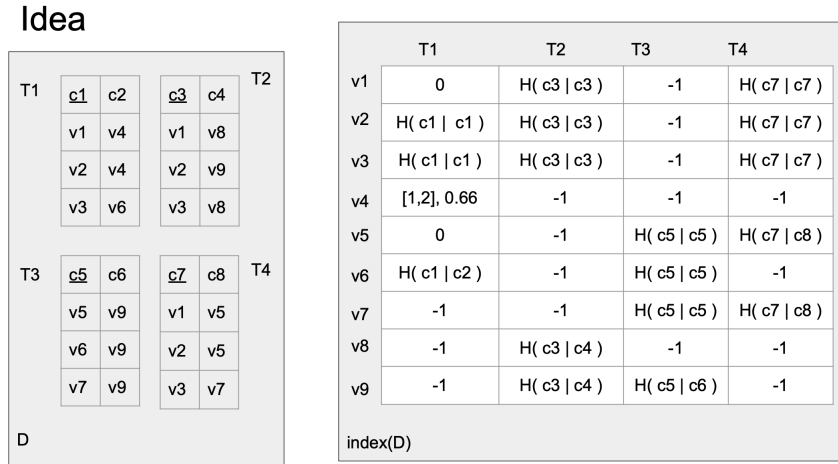 Idea
T1 T2
c1 c2 c3 c4
v1 v4 v1 v8
v2 v4 v2 v9
v3 v6 v3 v8
T3 T4
c5 c6 c7 c8
v5 v9 v1 v5
v6 v9 v2 v5
v7 v9 v3 v7
D
T1 T2 T3 T4
v1 0 H( c3 | c3 ) -1 H( c7 | c7 )
v2 H( c1 | c1 ) H( c3 | c3 ) -1 H( c7 | c7 )
v3 H( c1 | c1 ) H( c3 | c3 ) -1 H( c7 | c7 )
v4 [1,2], 0.66 -1 -1 -1
v5 0 -1 H( c5 | c5 ) H( c7 | c8 )
v6 H( c1 | c2 ) -1 H( c5 | c5 ) -1
v7 -1 -1 H( c5 | c5 ) H( c7 | c8 )
v8 -1 H( c3 | c4 ) -1 -1
v9 -1 H( c3 | c4 ) H( c5 | c6 ) -1
index(D)